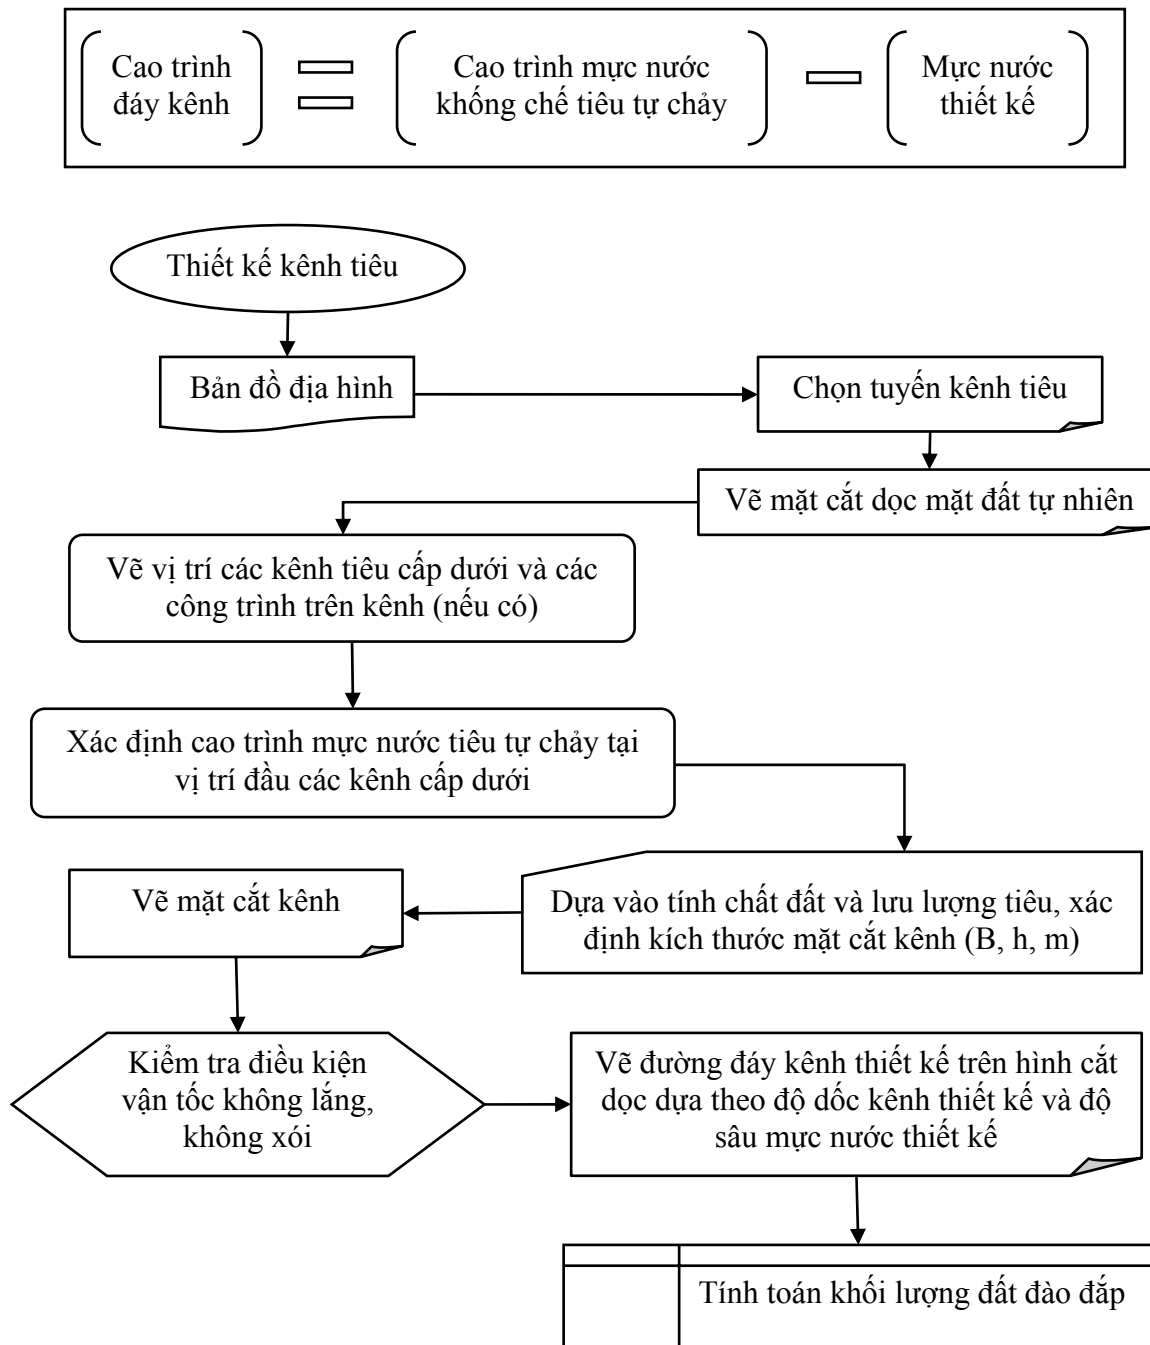 Cao trình
đáy kênh
Cao trình mực nước
khống chế tiêu tự chảy
Mực nước
thiết kế
Thiết kế kênh tiêu
Bản đồ địa hình
Chọn tuyến kênh tiêu
Vẽ mặt cắt dọc mặt đất tự nhiên
Vẽ vị trí các kênh tiêu cấp dưới và các
công trình trên kênh (nếu có)
Xác định cao trình mực nước tiêu tự chảy tại
vị trí đầu các kênh cấp dưới
Dựa vào tính chất đất và lưu lượng tiêu, xác
định kích thước mặt cắt kênh (B, h, m)
Vẽ mặt cắt kênh
Kiểm tra điều kiện
vận tốc không lắng,
không xói
Vẽ đường đáy kênh thiết kế trên hình cắt
dọc dựa theo độ dốc kênh thiết kế và độ
sâu mực nước thiết kế
Tính toán khối lượng đất đào đắp